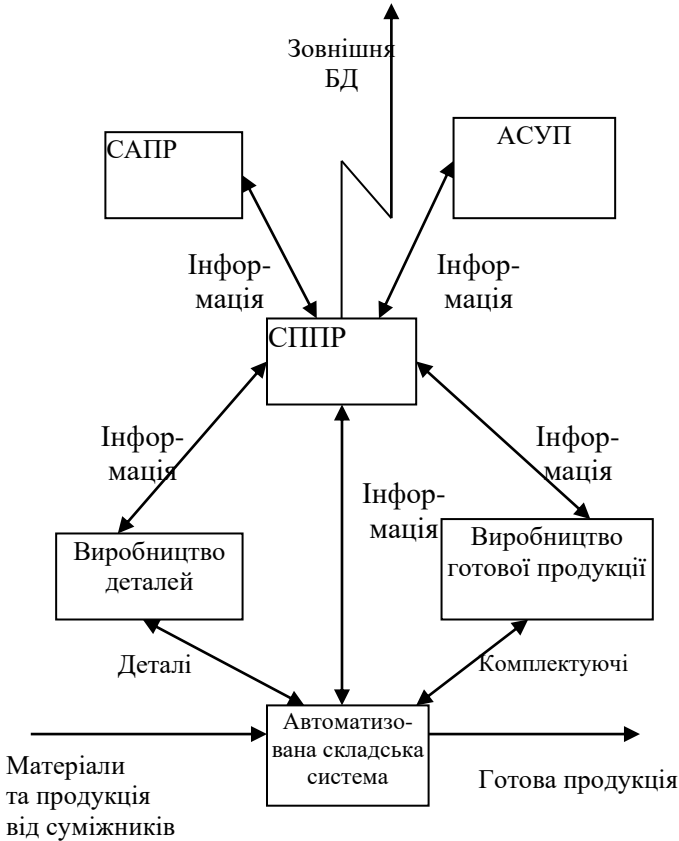 Зовнішня
БД
САПР
АСУП
Інфор-
мація
Інфор-
мація
СППР
Інфор-
мація
Інфор-
мація
Інфор-
мація
Виробництво
деталей
Виробництво
готової продукції
Деталі
Комплектуючі
Автоматизо-
вана складська
система
Матеріали
та продукція
від суміжників
Готова продукція